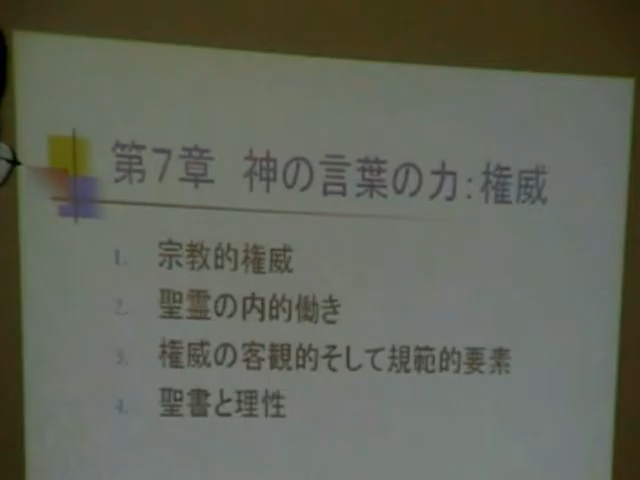 第7章 神の言葉の力:権威
1. 宗教的権威
2. 聖霊の内的働き
3. 権威の客観的そして規範的要素
4. 聖書と理性